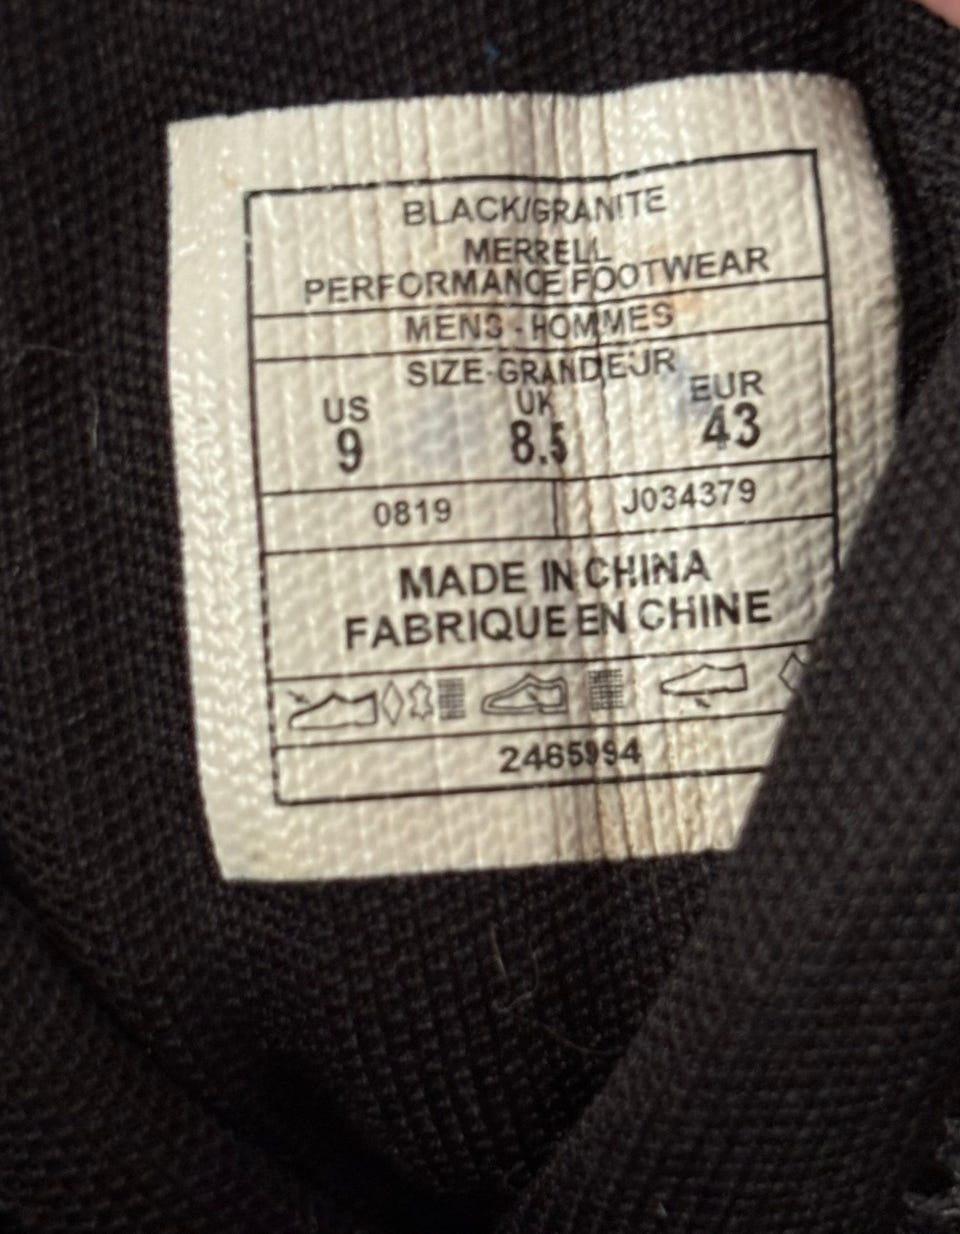 BLACK/GRANITE
MERRELL
PERFORMANCE FOOTWEAR
MENS - HOMMES
SIZE-GRANDEUR
US UK EUR
9 8.5 43
0819 J034379
MADE IN CHINA
FABRIQUE EN CHINE
2465994